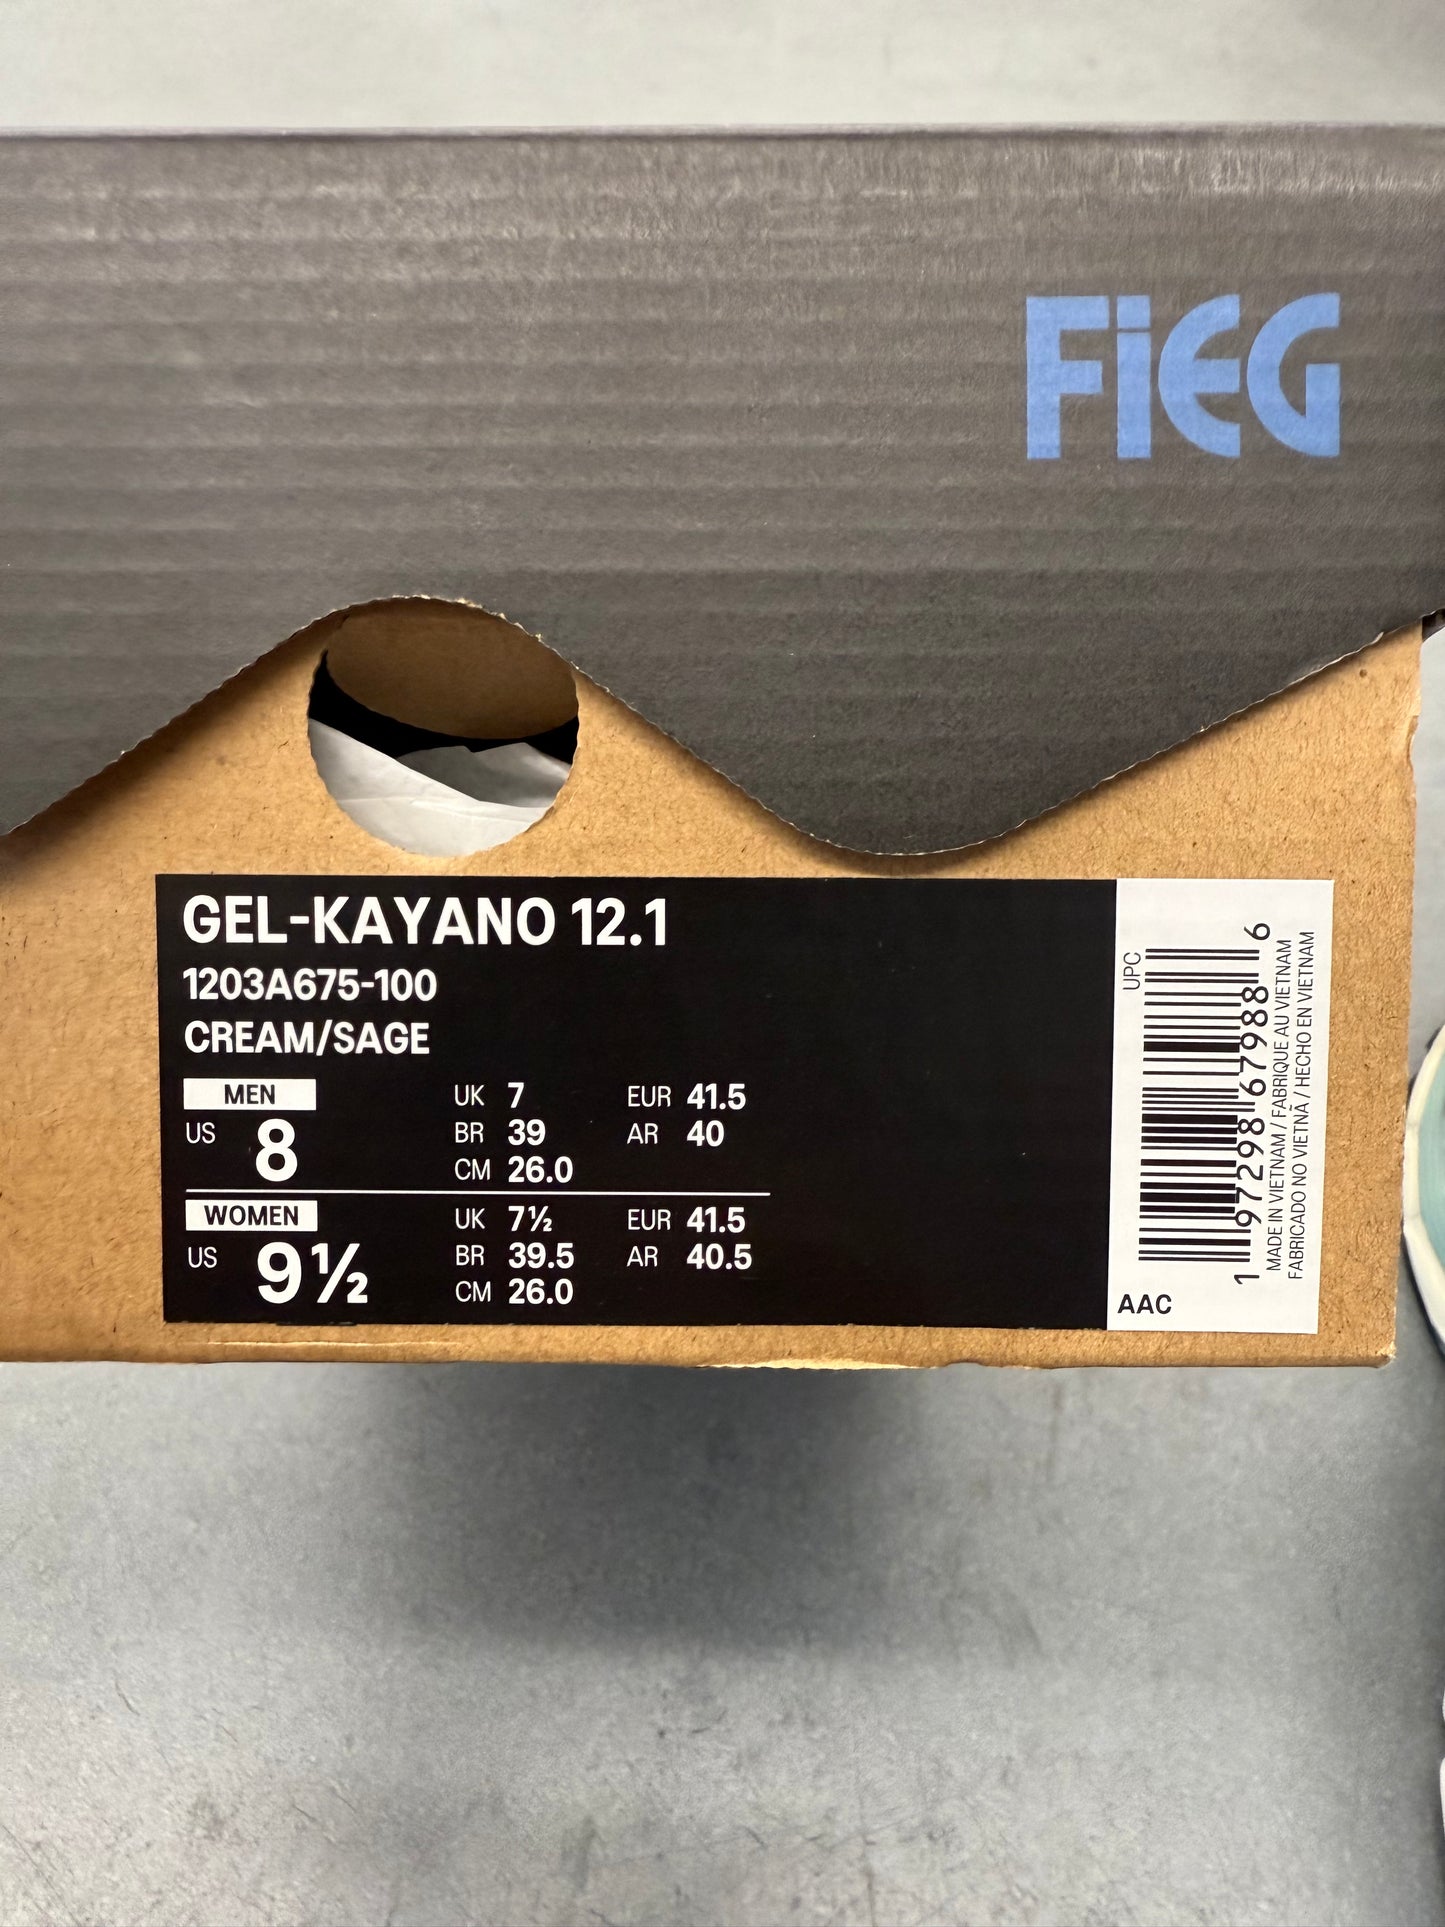 FiEG
GEL-KAYANO 12.1
1203A675-100
CREAM/SAGE
MEN
US 8
UK 7 EUR 41.5
BR 39 AR 40
CM 26.0
WOMEN
US 9½
UK 7½ EUR 41.5
BR 39.5 AR 40.5
CM 26.0
UPC
1 97298 67988 6
MADE IN VIETNAM / FABRIQUE AU VIETNAM
FABRICADO NO VIETNÃ / HECHO EN VIETNAM
AAC